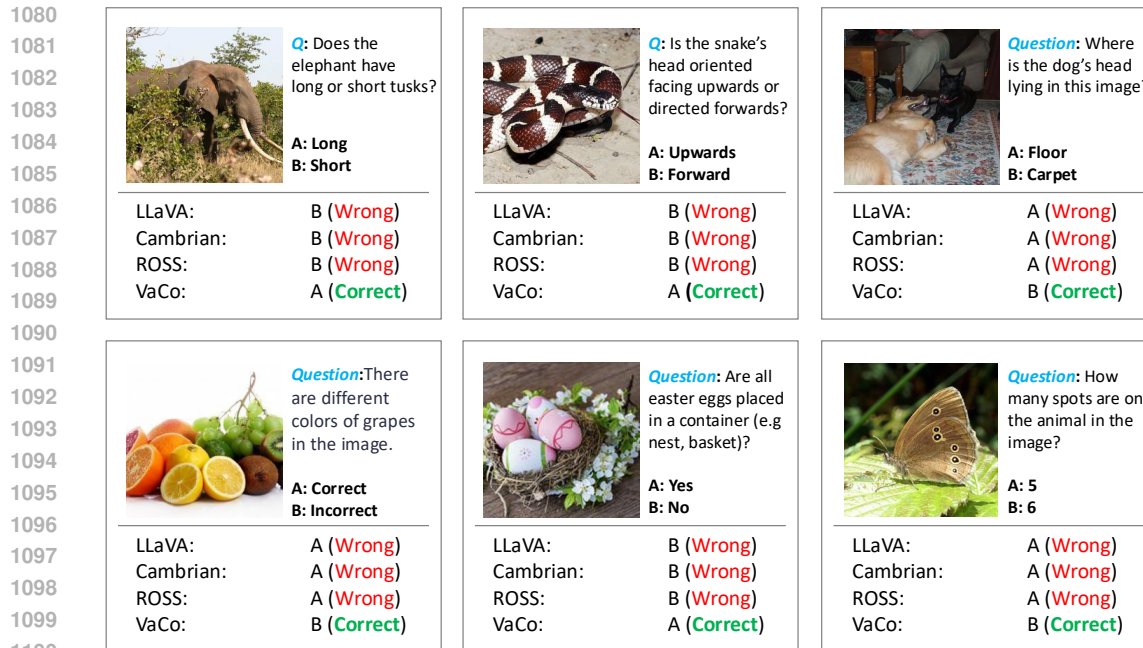 1080
1081
1082
1083
1084
1085
1086
1087
1088
1089
1090
1091
1092
1093
1094
1095
1096
1097
1098
1099
Q: Does the
elephant have
long or short tusks?
A: Long
B: Short
LLaVA: B (Wrong)
Cambrian: B (Wrong)
ROSS: B (Wrong)
VaCo: A (Correct)
Q: Is the snake's
head oriented
facing upwards or
directed forwards?
A: Upwards
B: Forward
LLaVA: B (Wrong)
Cambrian: B (Wrong)
ROSS: B (Wrong)
VaCo: A (Correct)
Question: Where
is the dog's head
lying in this image?
A: Floor
B: Carpet
LLaVA: A (Wrong)
Cambrian: A (Wrong)
ROSS: A (Wrong)
VaCo: B (Correct)
Question:There
are different
colors of grapes
in the image.
A: Correct
B: Incorrect
LLaVA: A (Wrong)
Cambrian: A (Wrong)
ROSS: A (Wrong)
VaCo: B (Correct)
Question: Are all
easter eggs placed
in a container (e.g
nest, basket)?
A: Yes
B: No
LLaVA: B (Wrong)
Cambrian: B (Wrong)
ROSS: B (Wrong)
VaCo: A (Correct)
Question: How
many spots are on
the animal in the
image?
A: 5
B: 6
LLaVA: A (Wrong)
Cambrian: A (Wrong)
ROSS: A (Wrong)
VaCo: B (Correct)